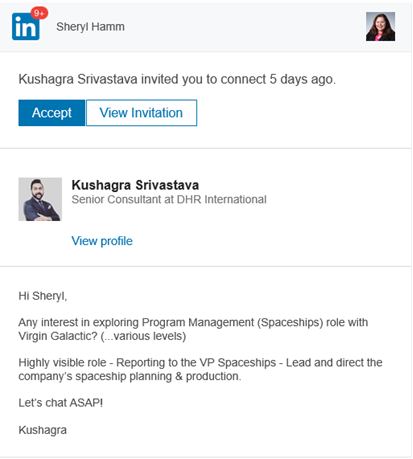 in 9+ Sheryl Hamm
Kushagra Srivastava invited you to connect 5 days ago.
Accept View Invitation
Kushagra Srivastava
Senior Consultant at DHR International
View profile
Hi Sheryl,
Any interest in exploring Program Management (Spaceships) role with
Virgin Galactic? (...various levels)
Highly visible role - Reporting to the VP Spaceships - Lead and direct the
company's spaceship planning & production.
Let's chat ASAP!
Kushagra